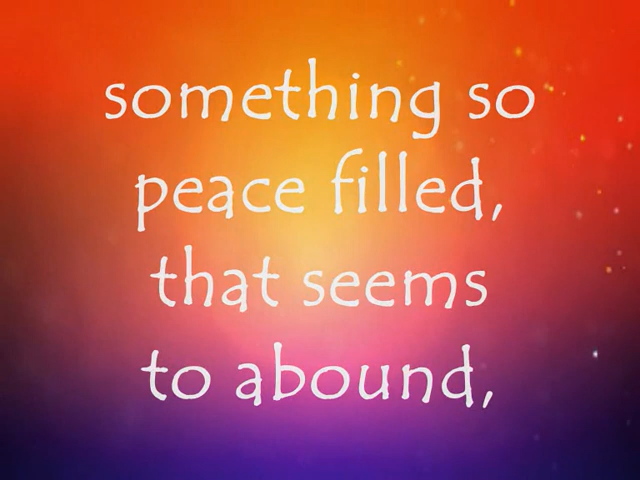 something so
peace filled,
that seems
to abound,